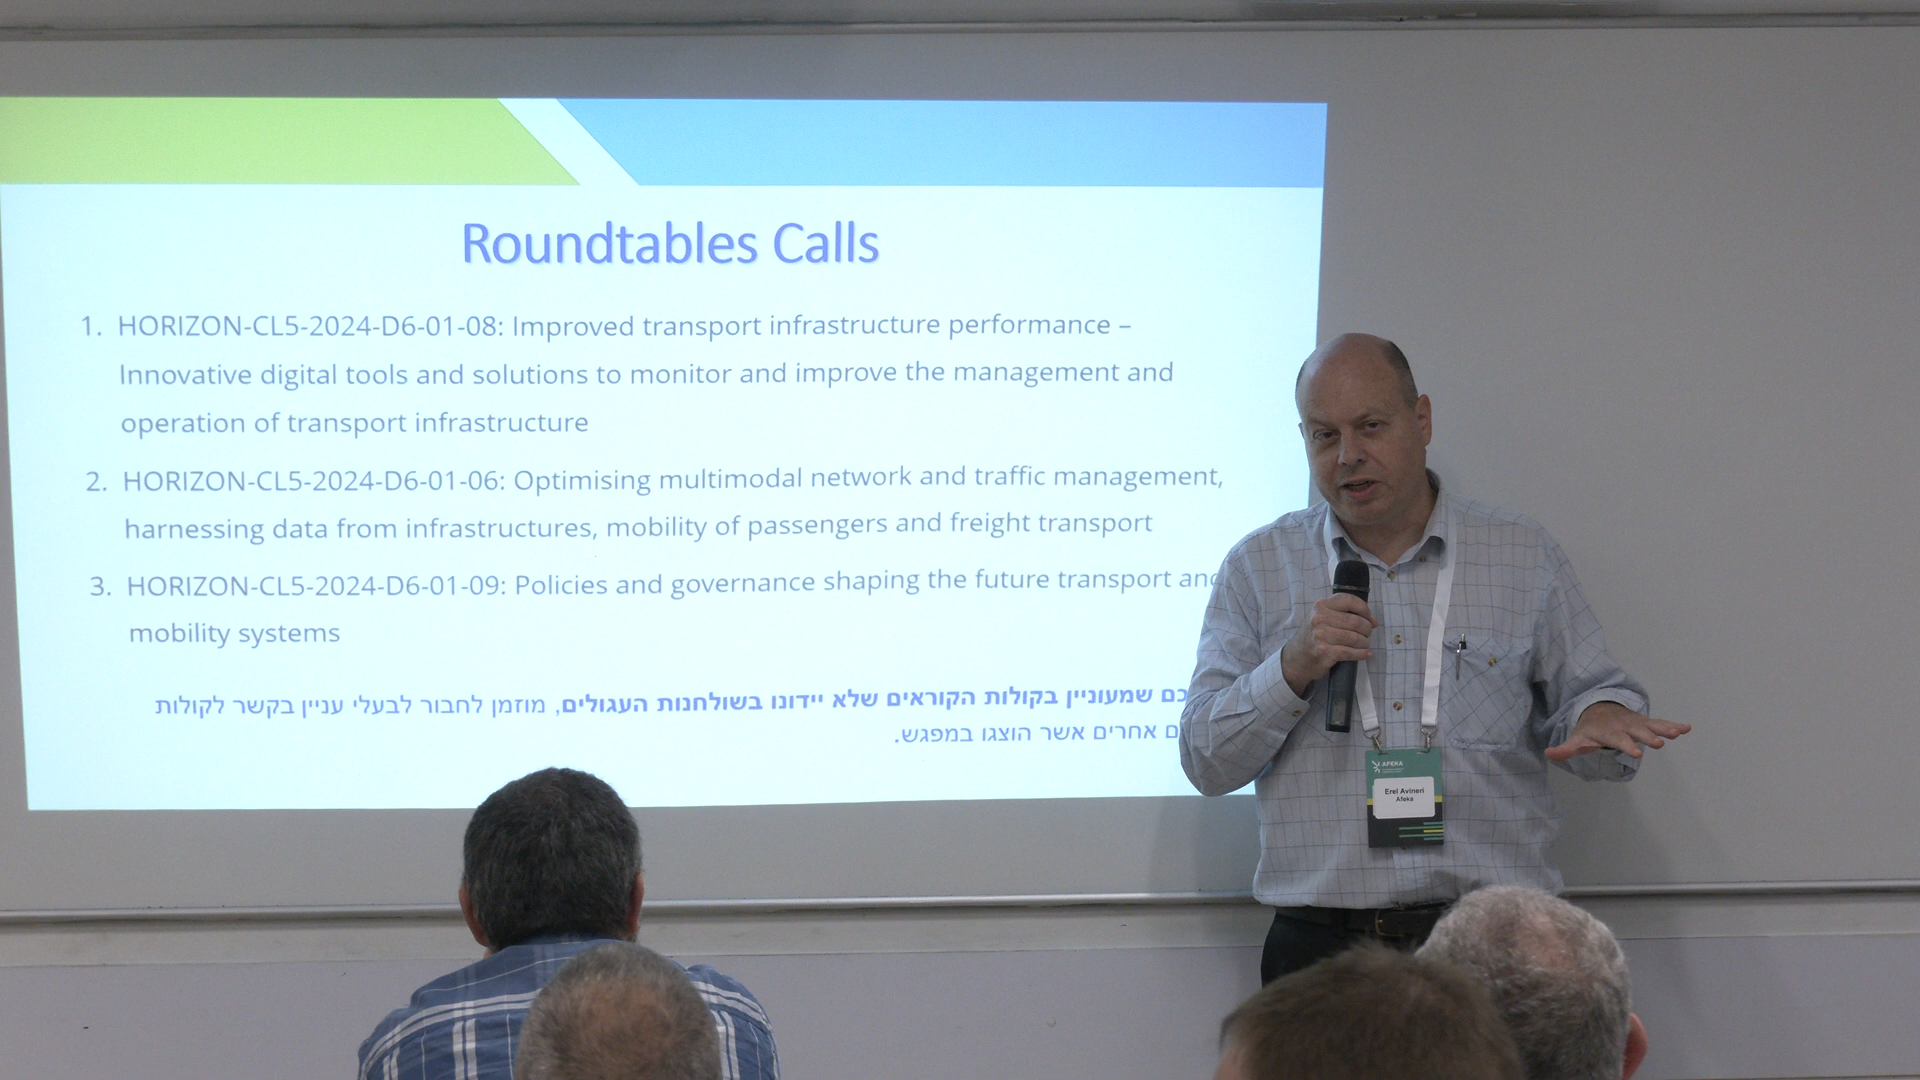 Roundtables Calls
1. HORIZON-CL5-2024-D6-01-08: Improved transport infrastructure performance –
Innovative digital tools and solutions to monitor and improve the management and
operation of transport infrastructure
2. HORIZON-CL5-2024-D6-01-06: Optimising multimodal network and traffic management,
harnessing data from infrastructures, mobility of passengers and freight transport
3. HORIZON-CL5-2024-D6-01-09: Policies and governance shaping the future transport and
mobility systems
שמעוניין בקולות הקוראים שלא יידונו בשולחנות העגולים, מוזמן לחבור לבעלי עניין בקשר לקולות
אחרים אשר הוצגו במפגש.
AFEKA
Erel Avineri
Afeka